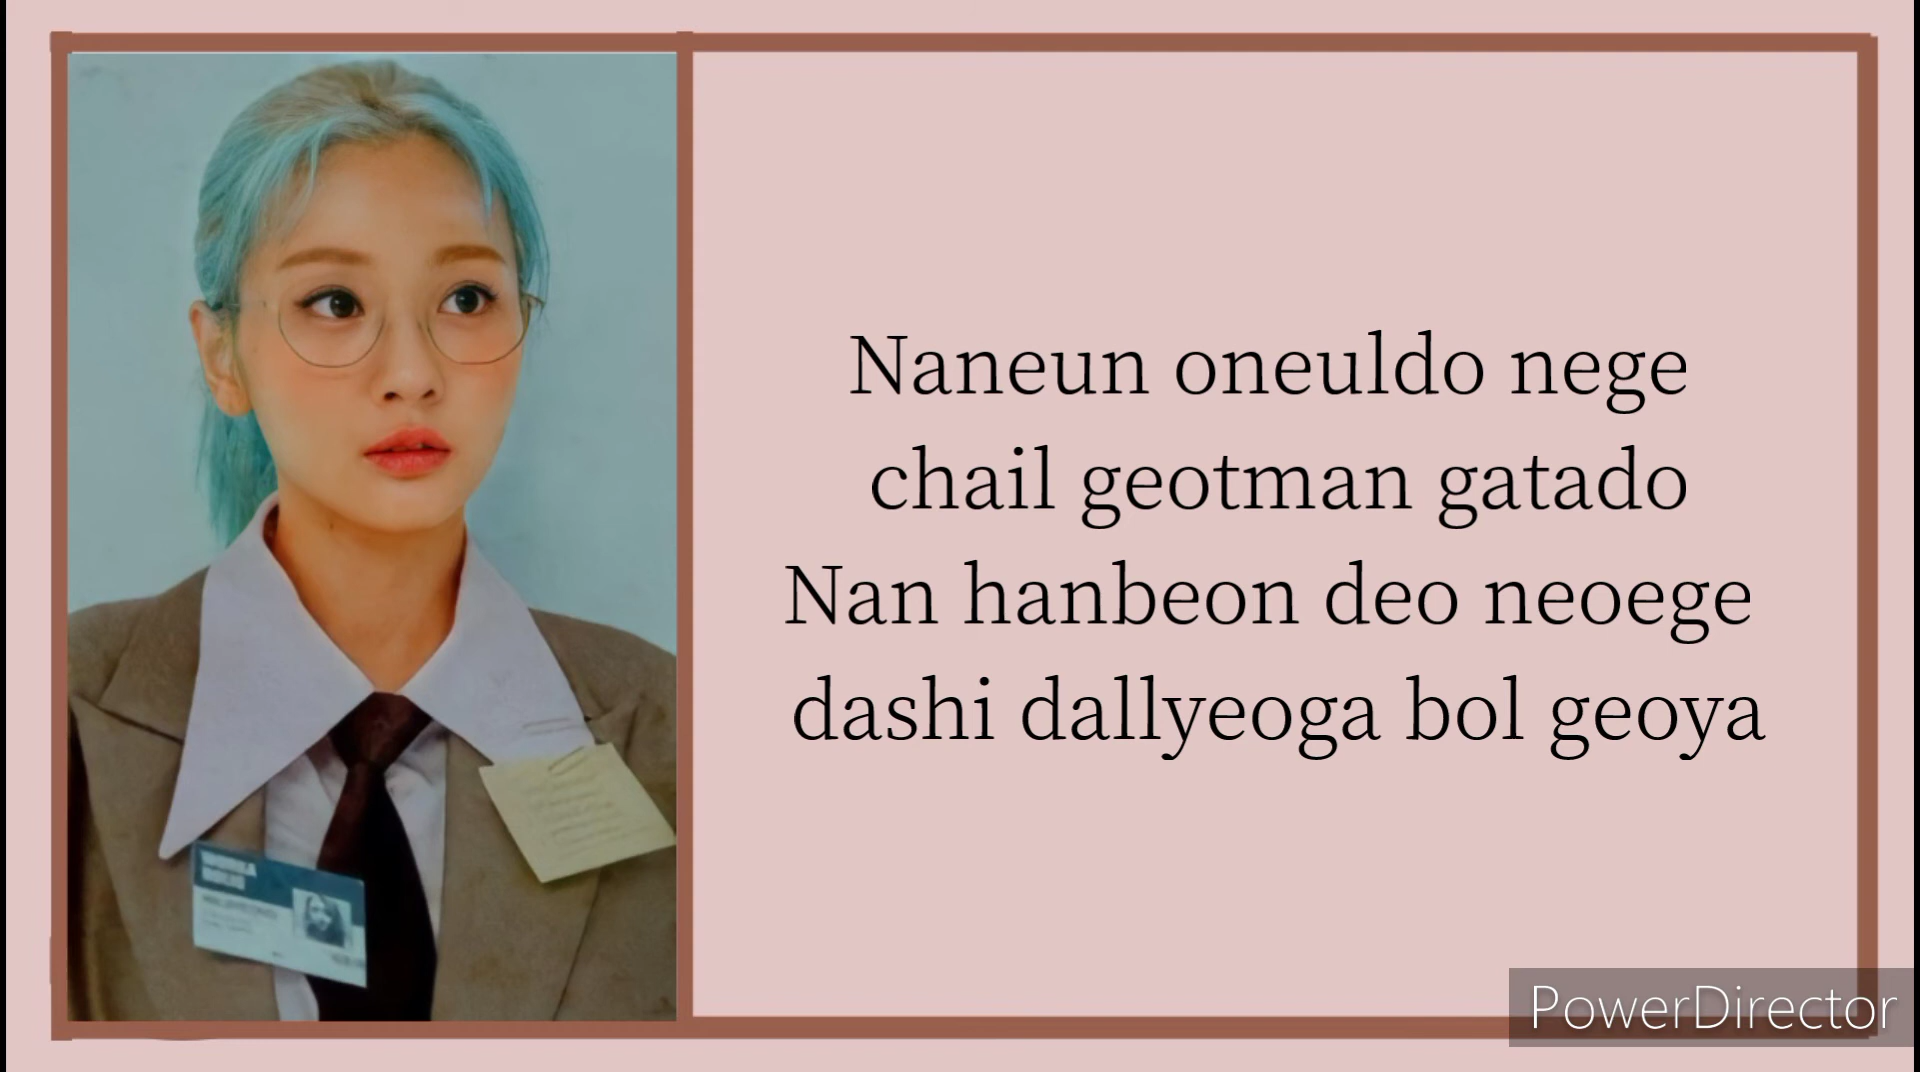 Naneun oneuldo nege
chail geotman gatado
Nan hanbeon deo neoege
dashi dallyeoga bol geoya
PowerDirector